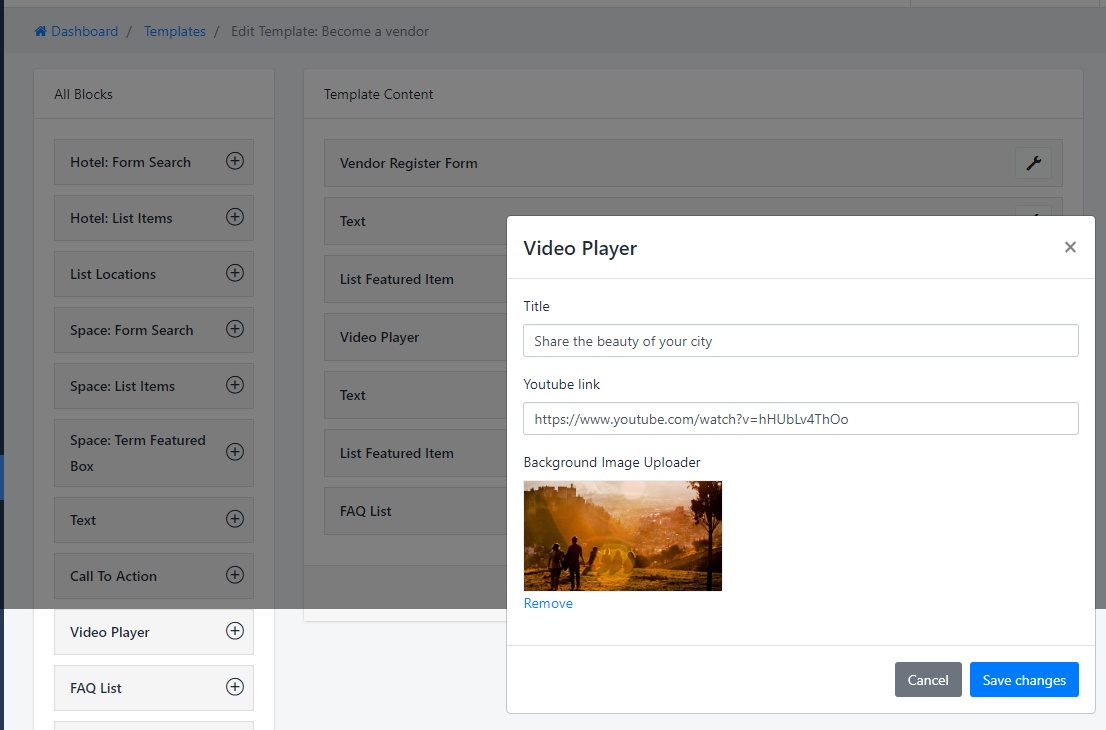 Dashboard / Templates / Edit Template: Become a vendor
All Blocks
Hotel: Form Search
Hotel: List Items
List Locations
Space: Form Search
Space: List Items
Space: Term Featured
Box
Text
Call To Action
Video Player
FAQ List
Template Content
Vendor Register Form
Text
List Featured Item
Video Player
Text
List Featured Item
FAQ List
Video Player ×
Title
Share the beauty of your city
Youtube link
https://www.youtube.com/watch?v=hHUbLv4ThOo
Background Image Uploader
Remove
Cancel Save changes